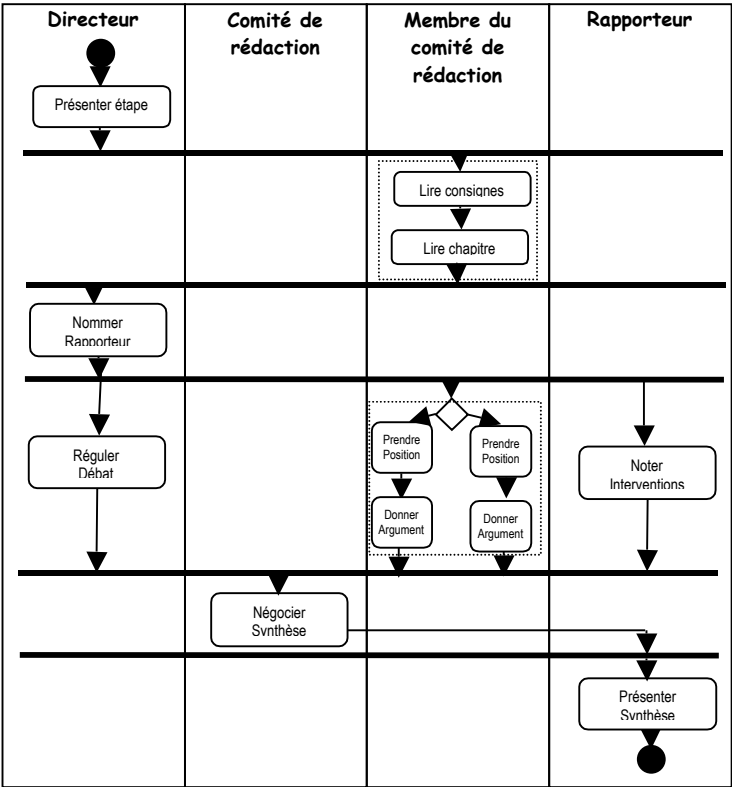 Directeur
Comité de
rédaction
Membre du
comité de
rédaction
Rapporteur
Présenter étape
Lire consignes
Lire chapitre
Nommer
Rapporteur
Réguler
Débat
Prendre
Position
Donner
Argument
Prendre
Position
Donner
Argument
Noter
Interventions
Négocier
Synthèse
Présenter
Synthèse